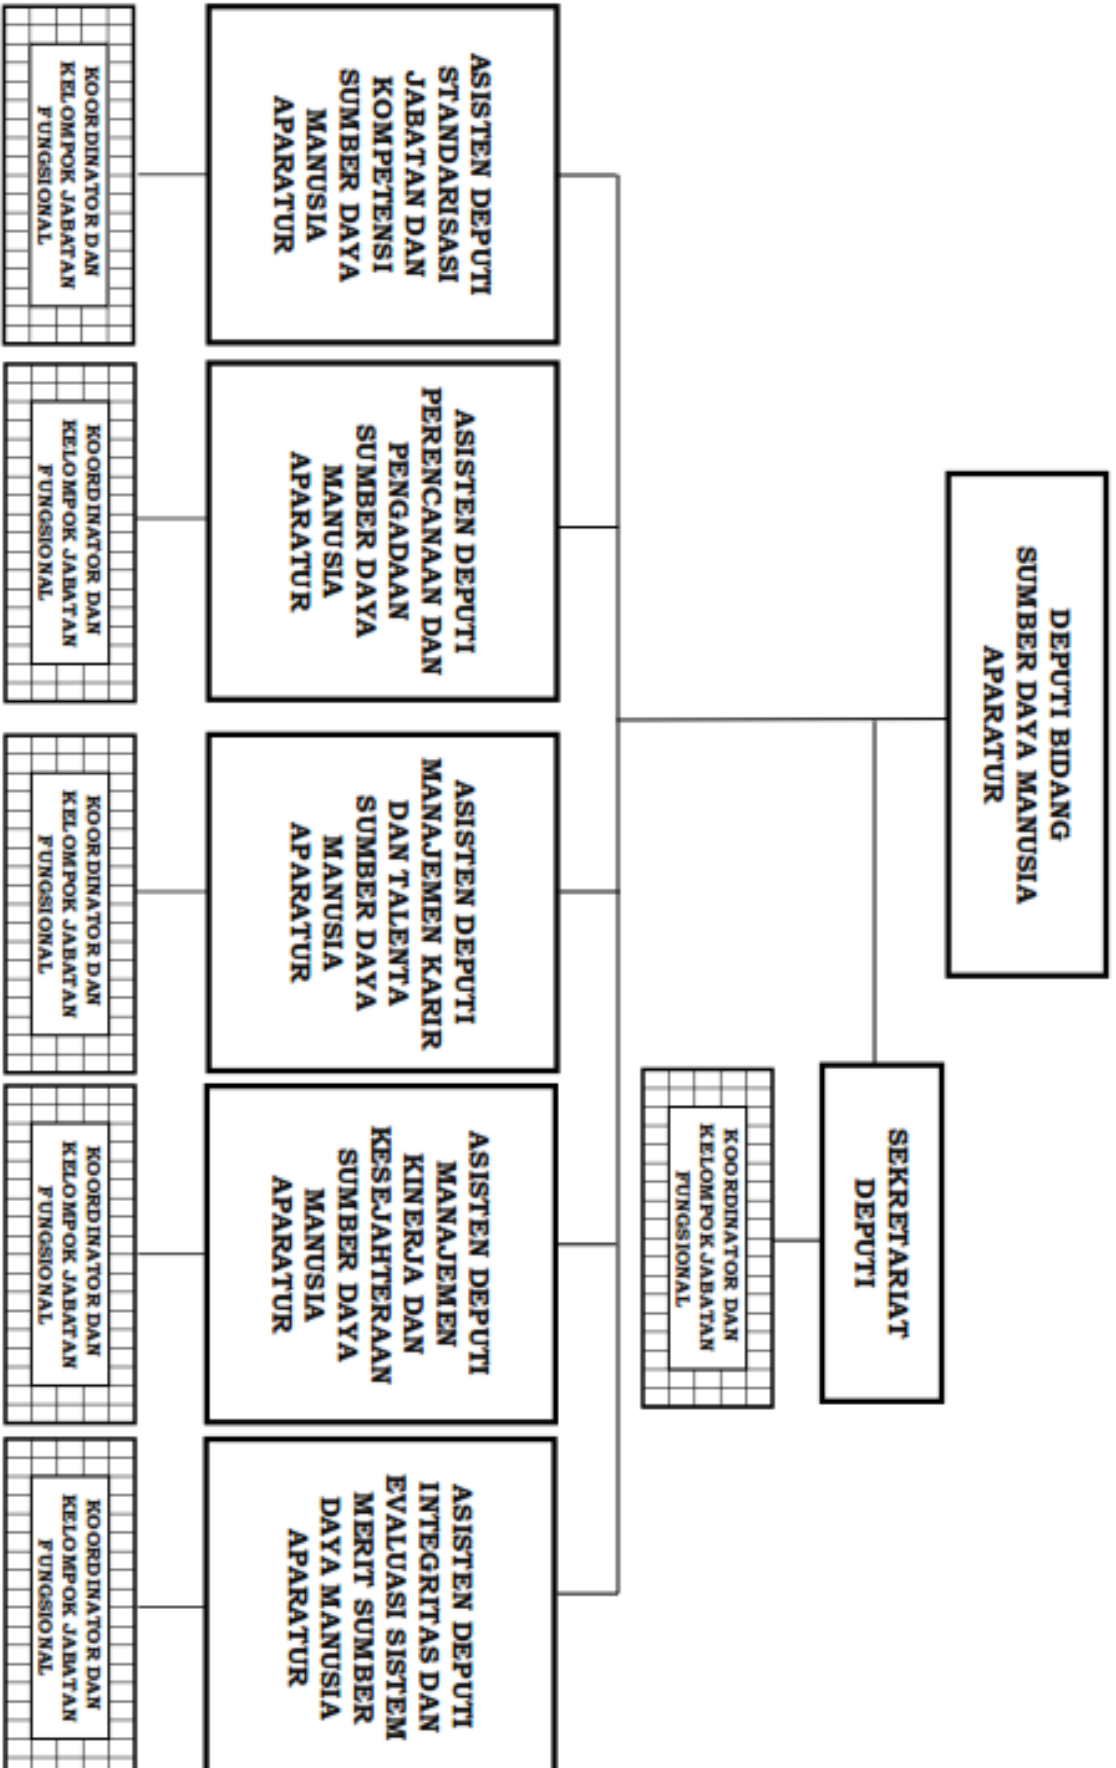 DEPUTI BIDANG
SUMBER DAYA MANUSIA
APARATUR
SEKRETARIAT
DEPUTI
KOORDINATOR DAN
KELOMPOK JABATAN
FUNGSIONAL
ASISTEN DEPUTI
STANDARISASI
JABATAN DAN
KOMPETENSI
SUMBER DAYA
MANUSIA
APARATUR
ASISTEN DEPUTI
PERENCANAAN DAN
PENGADAAN
SUMBER DAYA
MANUSIA
APARATUR
ASISTEN DEPUTI
MANAJEMEN KARIR
DAN TALENTA
SUMBER DAYA
MANUSIA
APARATUR
ASISTEN DEPUTI
MANAJEMEN
KINERJA DAN
KESEJAHTERAAN
SUMBER DAYA
MANUSIA
APARATUR
ASISTEN DEPUTI
INTEGRITAS DAN
EVALUASI SISTEM
MERIT SUMBER
DAYA MANUSIA
APARATUR
KOORDINATOR DAN
KELOMPOK JABATAN
FUNGSIONAL
KOORDINATOR DAN
KELOMPOK JABATAN
FUNGSIONAL
KOORDINATOR DAN
KELOMPOK JABATAN
FUNGSIONAL
KOORDINATOR DAN
KELOMPOK JABATAN
FUNGSIONAL
KOORDINATOR DAN
KELOMPOK JABATAN
FUNGSIONAL